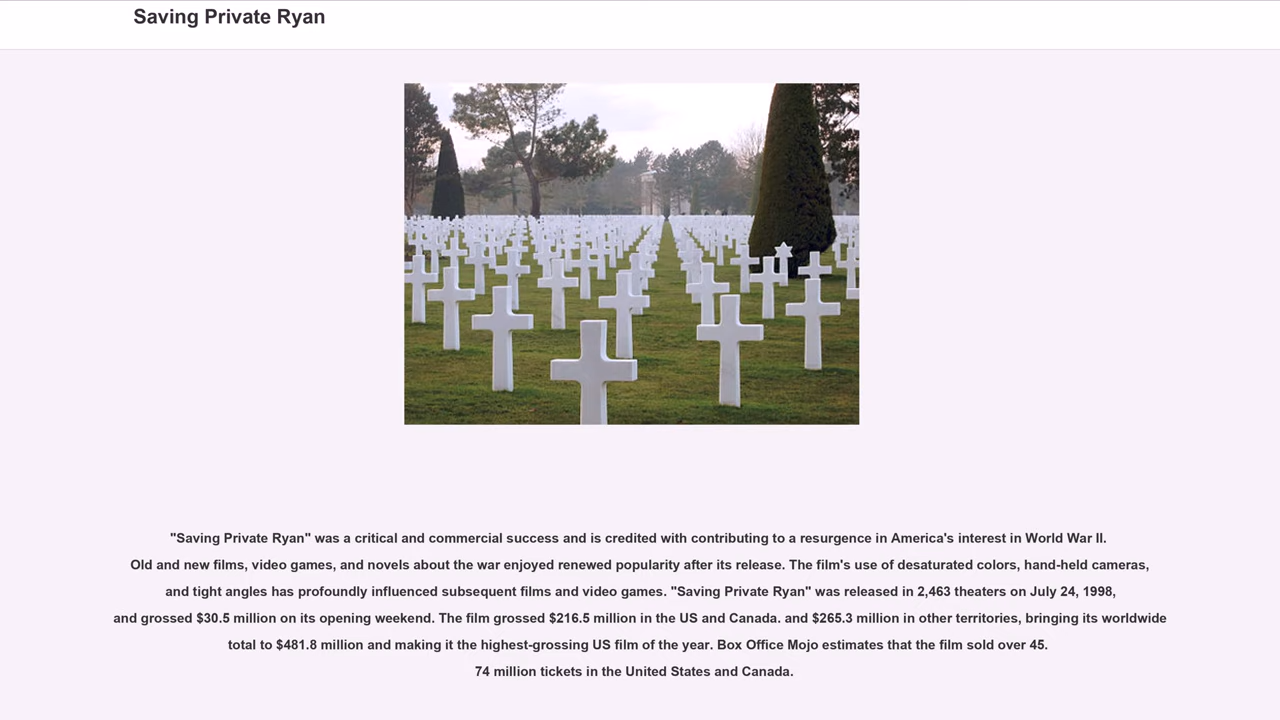 Saving Private Ryan
"Saving Private Ryan" was a critical and commercial success and is credited with contributing to a resurgence in America's interest in World War II.
Old and new films, video games, and novels about the war enjoyed renewed popularity after its release. The film's use of desaturated colors, hand-held cameras,
and tight angles has profoundly influenced subsequent films and video games. "Saving Private Ryan" was released in 2,463 theaters on July 24, 1998,
and grossed $30.5 million on its opening weekend. The film grossed $216.5 million in the US and Canada. and $265.3 million in other territories, bringing its worldwide
total to $481.8 million and making it the highest-grossing US film of the year. Box Office Mojo estimates that the film sold over 45.
74 million tickets in the United States and Canada.